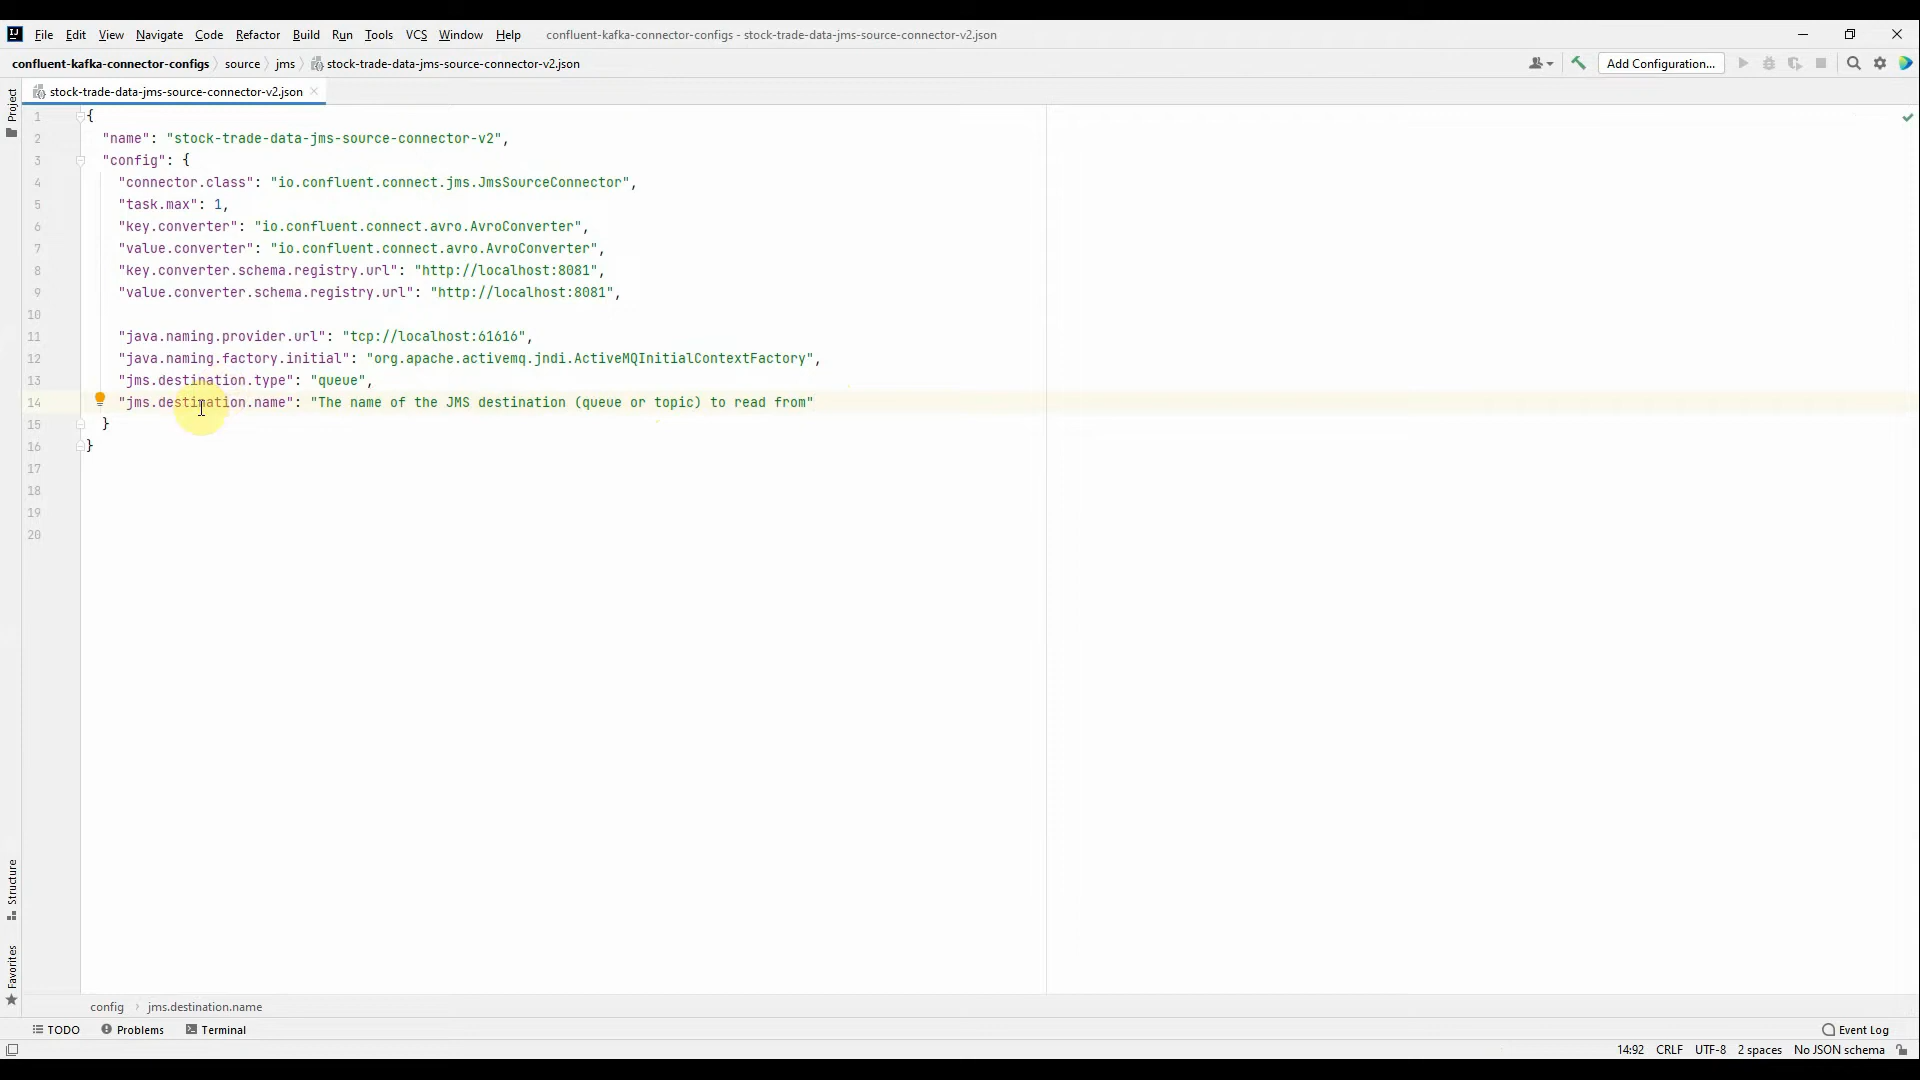 File Edit View Navigate Code Refactor Build Run Tools VCS Window Help confluent-kafka-connector-configs - stock-trade-data-jms-source-connector-v2.json
confluent-kafka-connector-configs source jms stock-trade-data-jms-source-connector-v2.json Add Configuration...
Project
stock-trade-data-jms-source-connector-v2.json
1 {
2 "name": "stock-trade-data-jms-source-connector-v2",
3 "config": {
4 "connector.class": "io.confluent.connect.jms.JmsSourceConnector",
5 "task.max": 1,
6 "key.converter": "io.confluent.connect.avro.AvroConverter",
7 "value.converter": "io.confluent.connect.avro.AvroConverter",
8 "key.converter.schema.registry.url": "http://localhost:8081",
9 "value.converter.schema.registry.url": "http://localhost:8081",
10
11 "java.naming.provider.url": "tcp://localhost:61616",
12 "java.naming.factory.initial": "org.apache.activemq.jndi.ActiveMQInitialContextFactory",
13 "jms.destination.type": "queue",
14 "jms.destination.name": "The name of the JMS destination (queue or topic) to read from"
15 }
16 }
17
18
19
20
Structure
Favorites
config jms.destination.name
TODO Problems Terminal Event Log
14:92 CRLF UTF-8 2 spaces No JSON schema